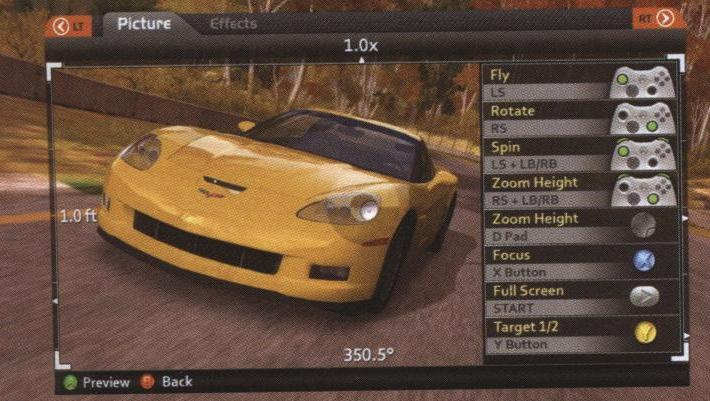 LT
Picture
Effects
RT
1.0x
Fly
LS
Rotate
RS
Spin
LS + LB/RB
Zoom Height
RS + LB/RB
1.0 ft
Zoom Height
D Pad
Focus
X
X Button
Full Screen
START
Target 1/2
Y
Y Button
350.5°
A Preview
B Back